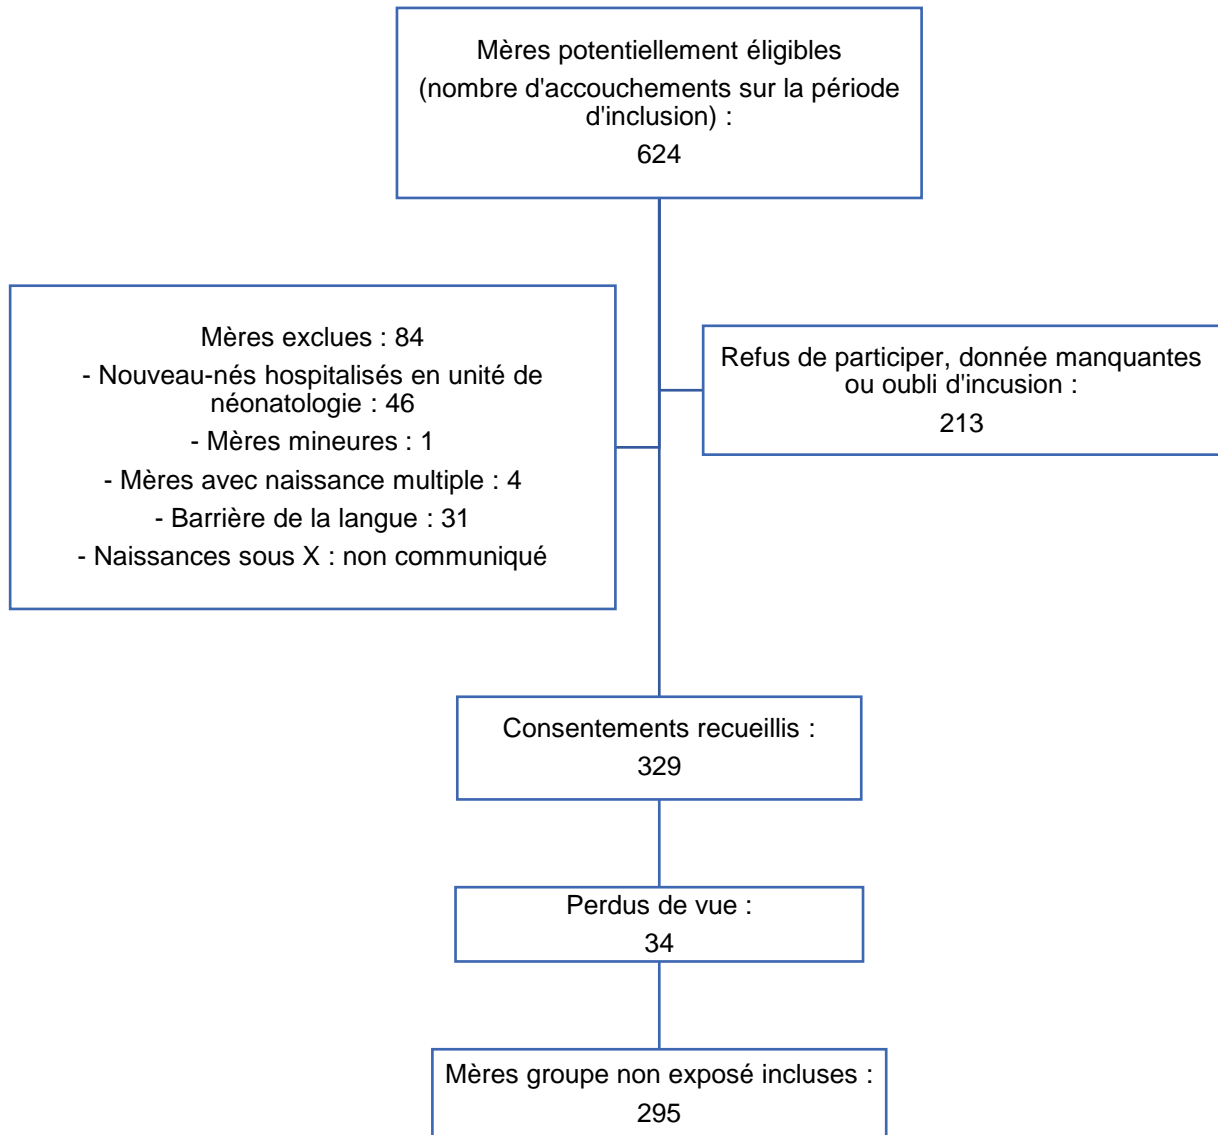 Mères potentiellement éligibles
(nombre d'accouchements sur la période
d'inclusion) :
624
Mères exclues : 84
- Nouveau-nés hospitalisés en unité de
néonatologie : 46
- Mères mineures : 1
- Mères avec naissance multiple : 4
- Barrière de la langue : 31
- Naissances sous X : non communiqué
Refus de participer, donnée manquantes
ou oubli d'incusion :
213
Consentements recueillis :
329
Perdus de vue :
34
Mères groupe non exposé incluses :
295